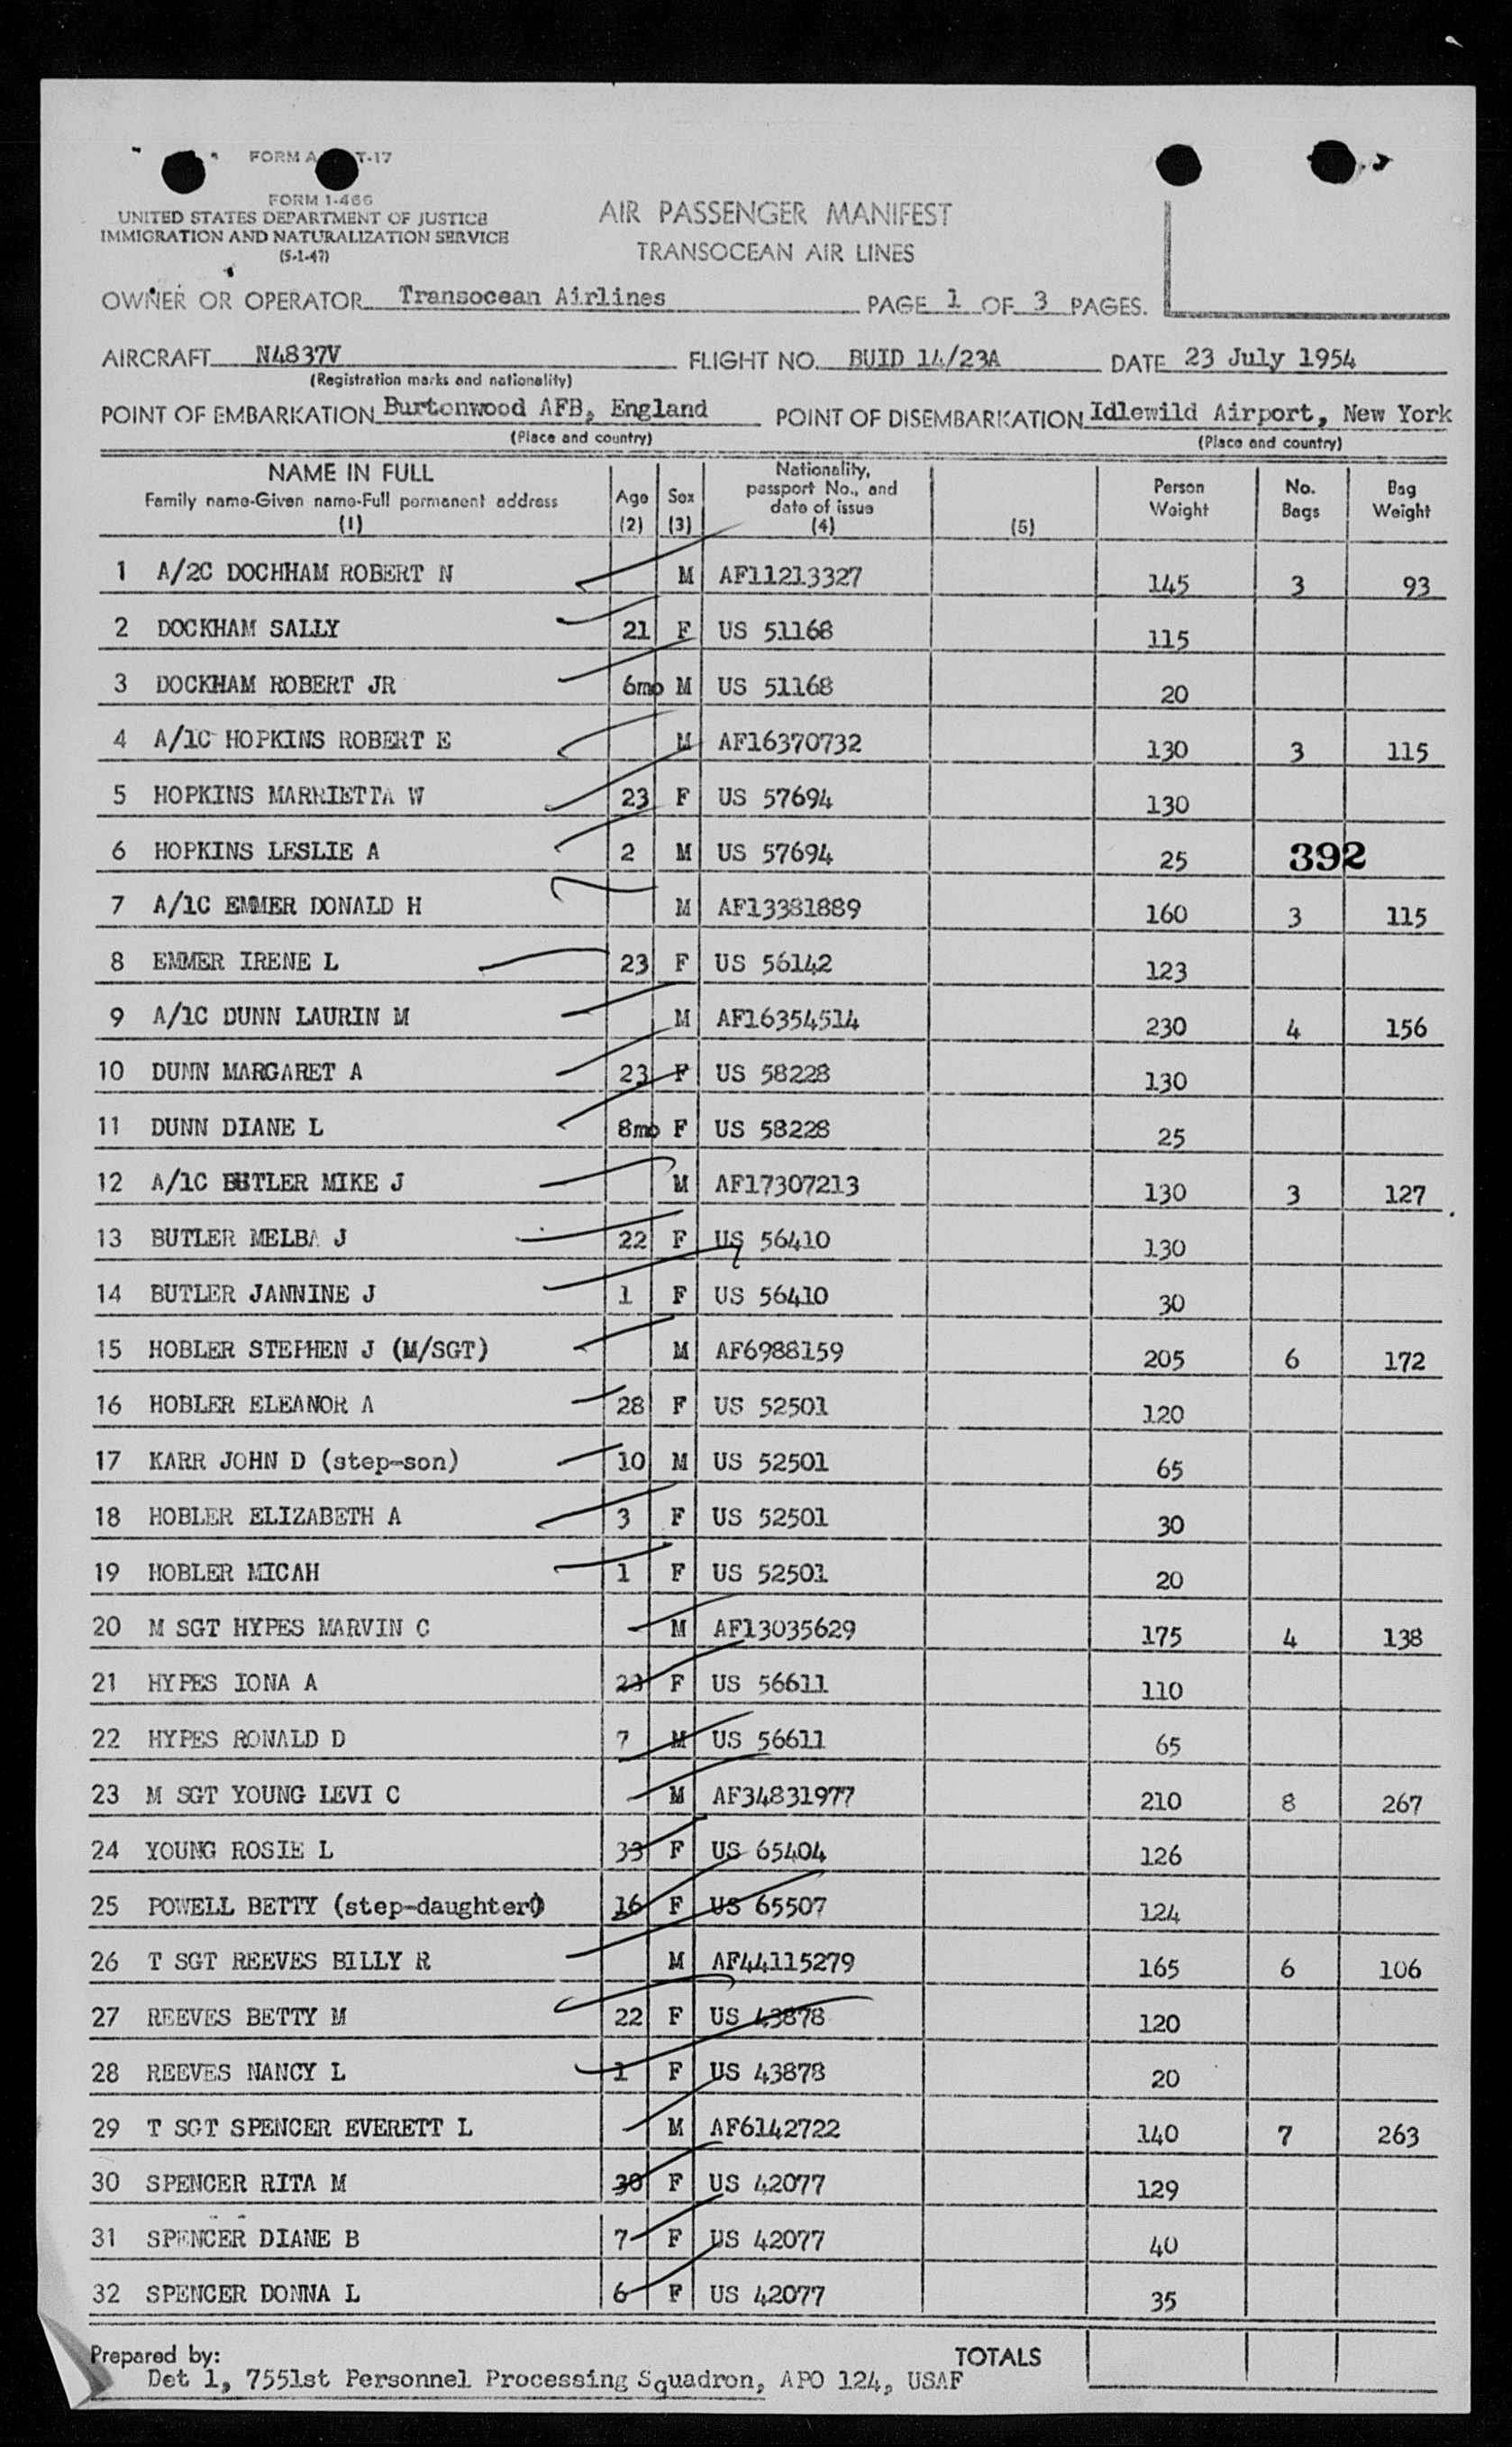 FORM A T-17
FORM 1-466
UNITED STATES DEPARTMENT OF JUSTICE
IMMIGRATION AND NATURALIZATION SERVICE
(5-1-47)
AIR PASSENGER MANIFEST
TRANSOCEAN AIR LINES
OWNER OR OPERATOR Transocean Airlines PAGE 1 OF 3 PAGES.
AIRCRAFT N4837V FLIGHT NO. BUID 14/23A DATE 23 July 1954
(Registration marks and nationality)
POINT OF EMBARKATION Burtonwood AFB, England POINT OF DISEMBARKATION Idlewild Airport, New York
(Place and country) (Place and country)
NAME IN FULL Family name-Given name-Full permanent address (1) Age (2) Sex (3) Nationality, passport No., and date of issue (4) (5) Person Weight No. Bags Bag Weight
1 A/2C DOCHHAM ROBERT N M AF11213327 145 3 93
2 DOCKHAM SALLY 21 F US 51168 115
3 DOCKHAM ROBERT JR 6mo M US 51168 20
4 A/1C HOPKINS ROBERT E M AF16370732 130 3 115
5 HOPKINS MARRIETTA W 23 F US 57694 130
6 HOPKINS LESLIE A 2 M US 57694 25 392
7 A/1C EMMER DONALD H M AF13381889 160 3 115
8 EMMER IRENE L 23 F US 56142 123
9 A/1C DUNN LAURIN M M AF16354514 230 4 156
10 DUNN MARGARET A 23 F US 58228 130
11 DUNN DIANE L 8mo F US 58228 25
12 A/1C BUTLER MIKE J M AF17307213 130 3 127
13 BUTLER MELBA J 22 F US 56410 130
14 BUTLER JANNINE J 1 F US 56410 30
15 HOBLER STEPHEN J (M/SGT) M AF6988159 205 6 172
16 HOBLER ELEANOR A 28 F US 52501 120
17 KARR JOHN D (step-son) 10 M US 52501 65
18 HOBLER ELIZABETH A 3 F US 52501 30
19 HOBLER MICAH 1 F US 52501 20
20 M SGT HYPES MARVIN C M AF13035629 175 4 138
21 HYPES IONA A F US 56611 110
22 HYPES RONALD D 7 M US 56611 65
23 M SGT YOUNG LEVI C M AF34831977 210 8 267
24 YOUNG ROSIE L 33 F US 65404 126
25 POWELL BETTY (step-daughter) 16 F US 65507 124
26 T SGT REEVES BILLY R M AF44115279 165 6 106
27 REEVES BETTY M 22 F US 43878 120
28 REEVES NANCY L 1 F US 43878 20
29 T SGT SPENCER EVERETT L M AF6142722 140 7 263
30 SPENCER RITA M 30 F US 42077 129
31 SPENCER DIANE B 7 F US 42077 40
32 SPENCER DONNA L 6 F US 42077 35
Prepared by: TOTALS
Det 1, 7551st Personnel Processing Squadron, APO 124, USAF